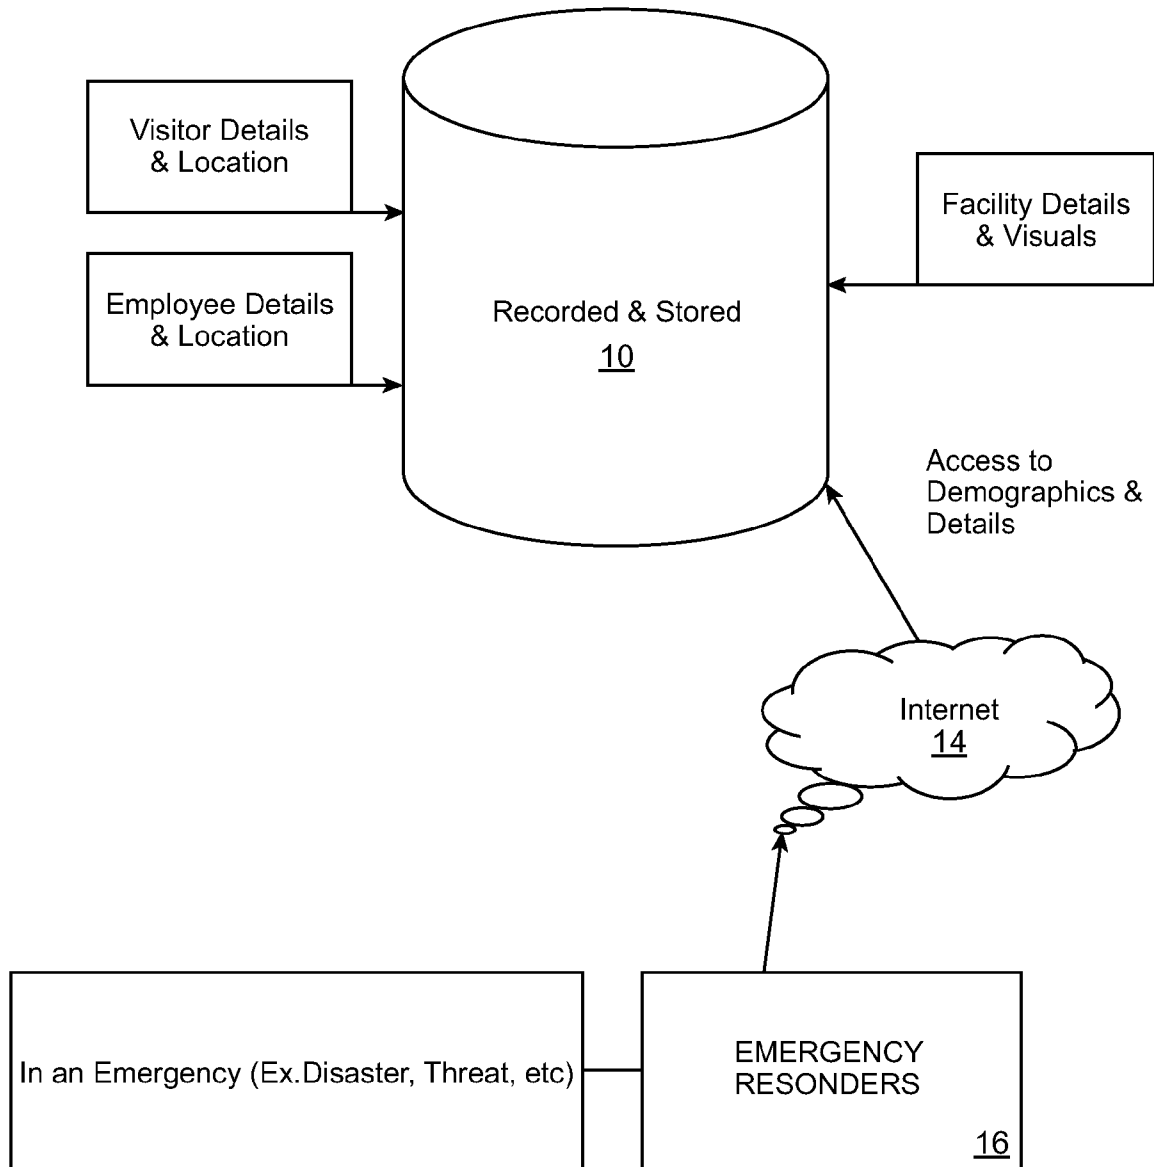 Visitor Details
& Location
Employee Details
& Location
Recorded & Stored
10
Facility Details
& Visuals
Access to
Demographics &
Details
Internet
14
In an Emergency (Ex.Disaster, Threat, etc)
EMERGENCY
RESONDERS
16